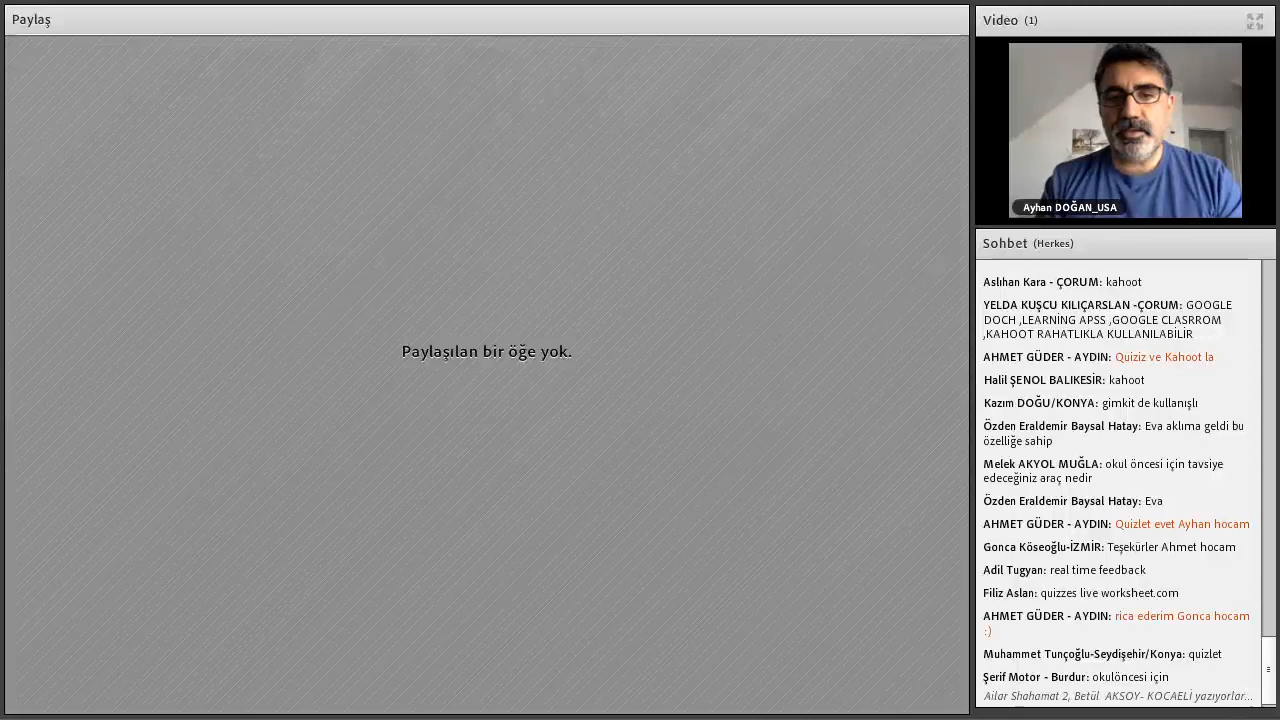 Paylaş
Paylaşılan bir öğe yok.
Video (1)
Ayhan DOĞAN_USA
Sohbet (Herkes)
Aslıhan Kara - ÇORUM: kahoot
YELDA KUŞCU KILIÇARSLAN -ÇORUM: GOOGLE
DOCH ,LEARNİNG APSS ,GOOGLE CLASRROM
,KAHOOT RAHATLIKLA KULLANILABİLİR
AHMET GÜDER - AYDIN: Quiziz ve Kahoot la
Halil ŞENOL BALIKESİR: kahoot
Kazım DOĞU/KONYA: gimkit de kullanışlı
Özden Eraldemir Baysal Hatay: Eva aklıma geldi bu
özelliğe sahip
Melek AKYOL MUĞLA: okul öncesi için tavsiye
edeceğiniz araç nedir
Özden Eraldemir Baysal Hatay: Eva
AHMET GÜDER - AYDIN: Quizlet evet Ayhan hocam
Gonca Köseoğlu-İZMİR: Teşekürler Ahmet hocam
Adil Tugyan: real time feedback
Filiz Aslan: quizzes live worksheet.com
AHMET GÜDER - AYDIN: rica ederim Gonca hocam
:)
Muhammet Tunçoğlu-Seydişehir/Konya: quizlet
Şerif Motor - Burdur: okulöncesi için
Ailar Shahamat 2, Betül AKSOY- KOCAELİ yazıyorlar...